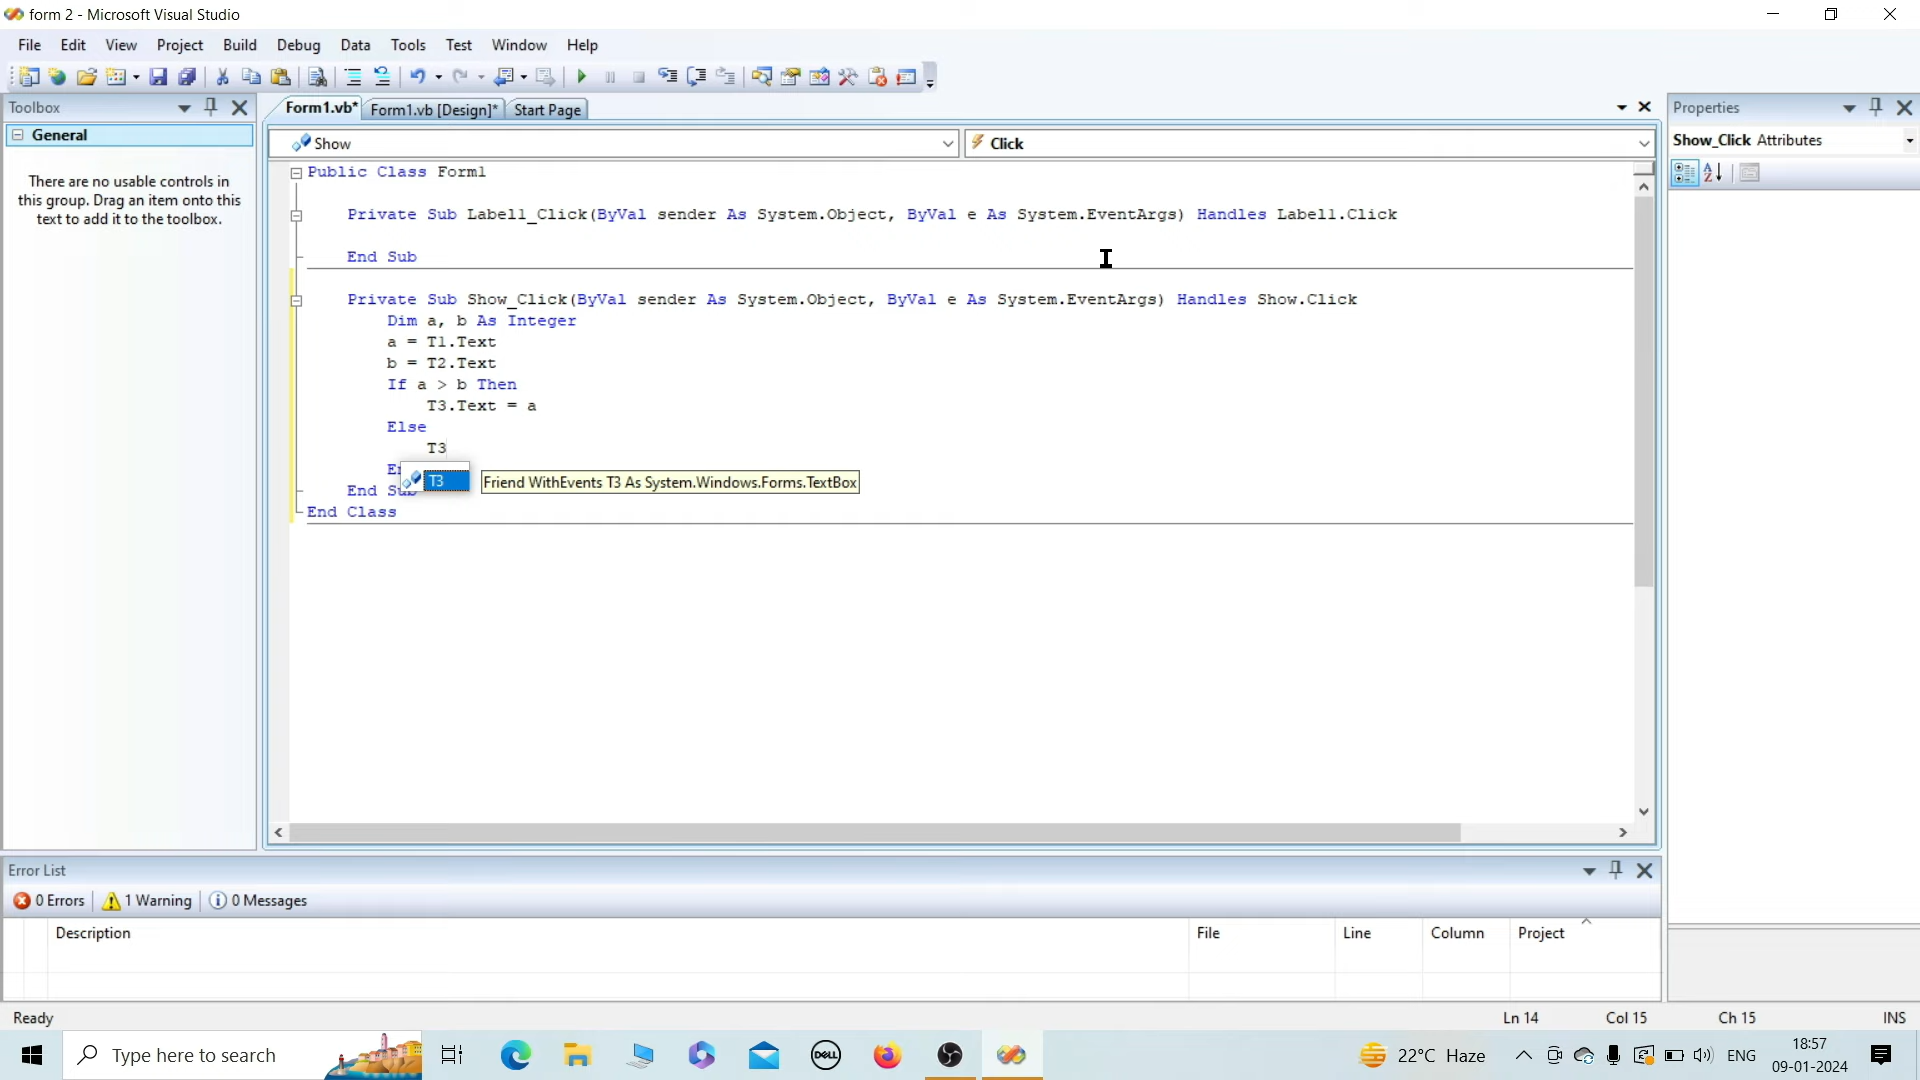 form 2 - Microsoft Visual Studio
File Edit View Project Build Debug Data Tools Test Window Help
Toolbox
General
There are no usable controls in
this group. Drag an item onto this
text to add it to the toolbox.
Form1.vb* Form1.vb [Design]* Start Page
Show Click
Public Class Form1
Private Sub Label1_Click(ByVal sender As System.Object, ByVal e As System.EventArgs) Handles Label1.Click
End Sub
Private Sub Show_Click(ByVal sender As System.Object, ByVal e As System.EventArgs) Handles Show.Click
Dim a, b As Integer
a = T1.Text
b = T2.Text
If a > b Then
T3.Text = a
Else
T3
T3 Friend WithEvents T3 As System.Windows.Forms.TextBox
End Sub
End Class
Properties
Show_Click Attributes
Error List
0 Errors 1 Warning 0 Messages
Description File Line Column Project
Ready Ln 14 Col 15 Ch 15 INS
Type here to search
DELL
22°C Haze
ENG
18:57
09-01-2024